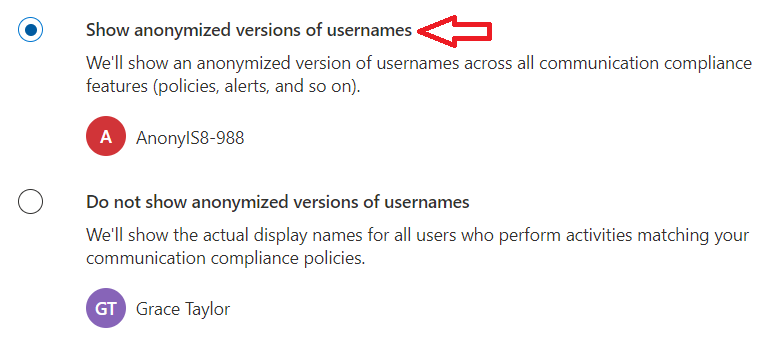 Show anonymized versions of usernames
We'll show an anonymized version of usernames across all communication compliance
features (policies, alerts, and so on).
A
AnonyIS8-988
Do not show anonymized versions of usernames
We'll show the actual display names for all users who perform activities matching your
communication compliance policies.
GT
Grace Taylor